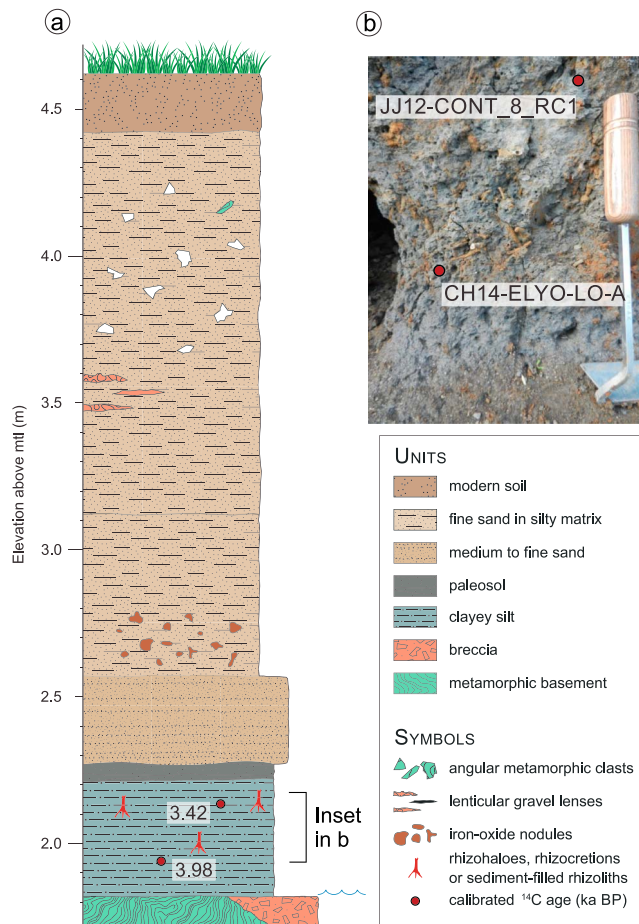 a
b
4.5
4.0
3.5
3.0
2.5
2.0
Elevation above mtl (m)
3.42
3.98
Inset
in b
JJ12-CONT_8_RC1
CH14-ELYO-LO-A
UNITS
modern soil
fine sand in silty matrix
medium to fine sand
paleosol
clayey silt
breccia
metamorphic basement
SYMBOLS
angular metamorphic clasts
lenticular gravel lenses
iron-oxide nodules
rhizohaloes, rhizocretions
or sediment-filled rhizoliths
calibrated ¹⁴C age (ka BP)